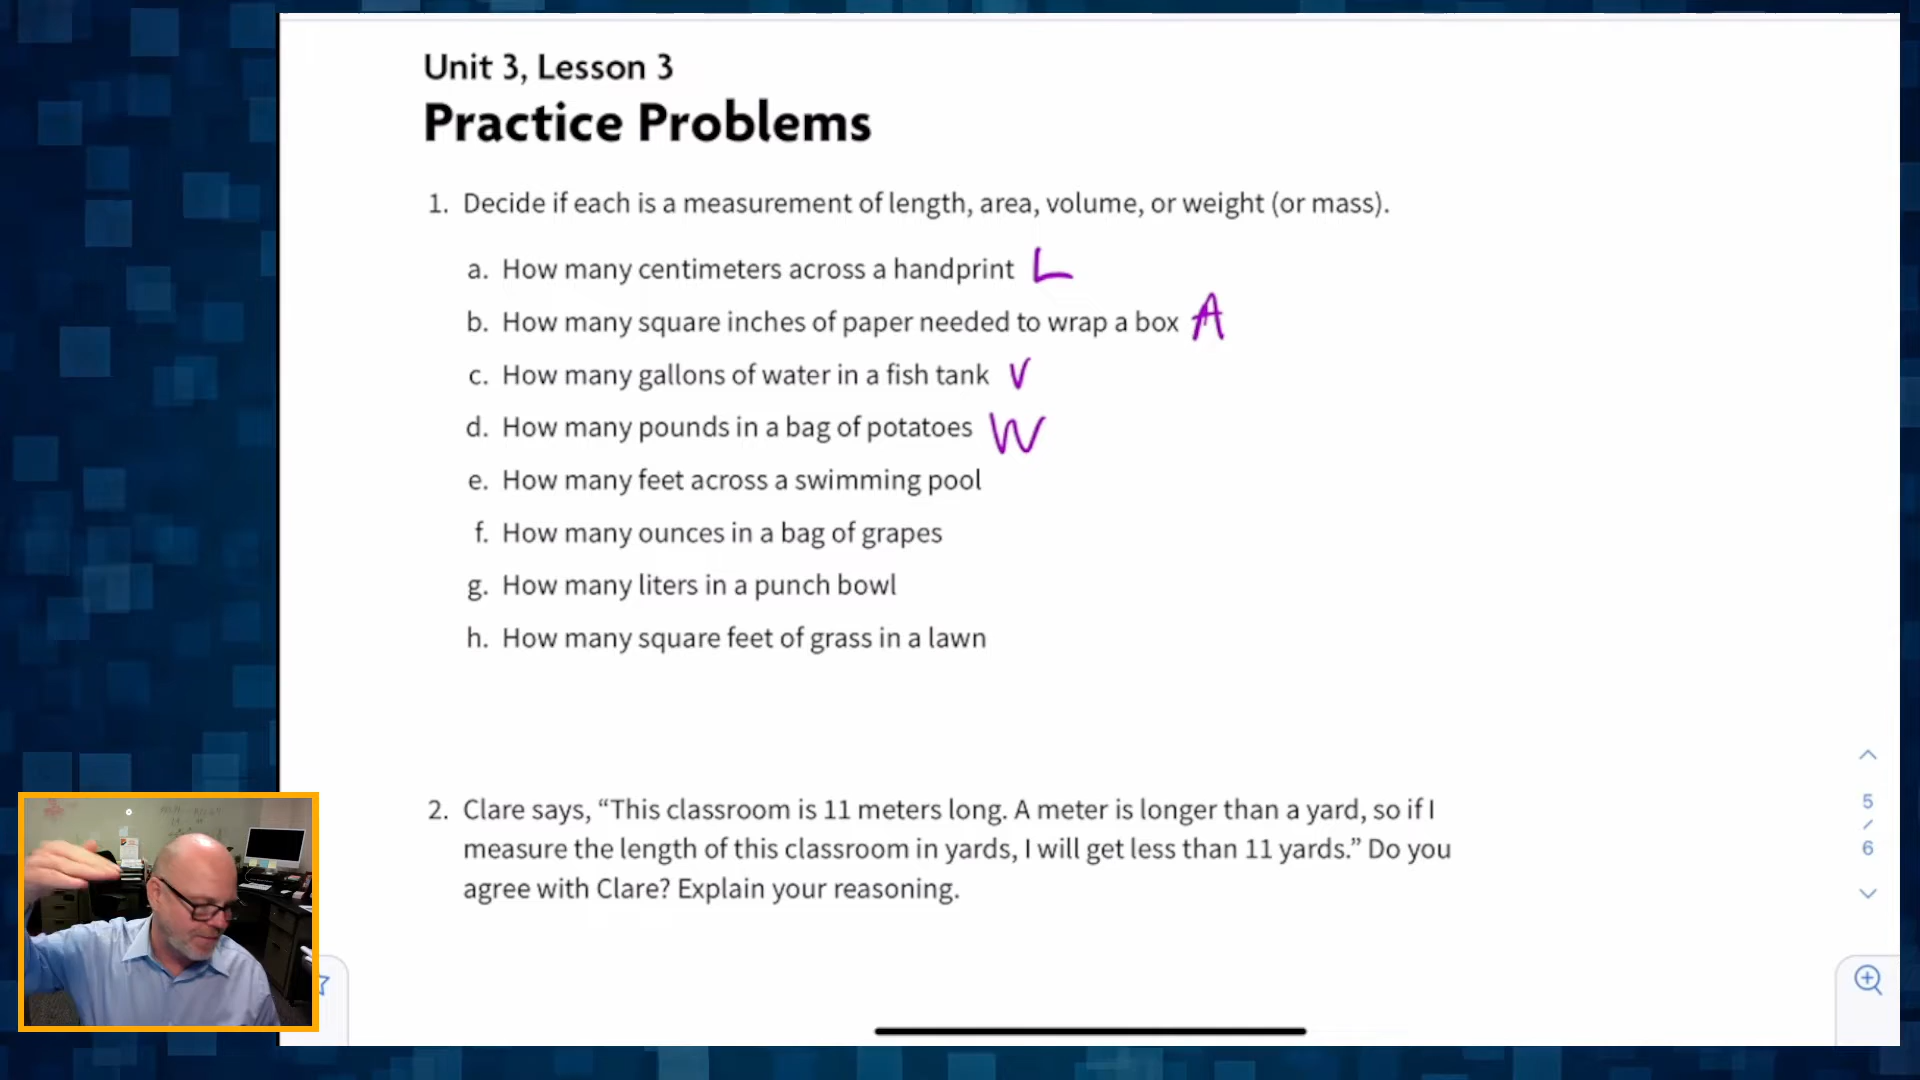 Unit 3, Lesson 3
Practice Problems
1. Decide if each is a measurement of length, area, volume, or weight (or mass).
a. How many centimeters across a handprint L
b. How many square inches of paper needed to wrap a box A
c. How many gallons of water in a fish tank V
d. How many pounds in a bag of potatoes W
e. How many feet across a swimming pool
f. How many ounces in a bag of grapes
g. How many liters in a punch bowl
h. How many square feet of grass in a lawn
2. Clare says, “This classroom is 11 meters long. A meter is longer than a yard, so if I
measure the length of this classroom in yards, I will get less than 11 yards.” Do you
agree with Clare? Explain your reasoning.
5
/
6